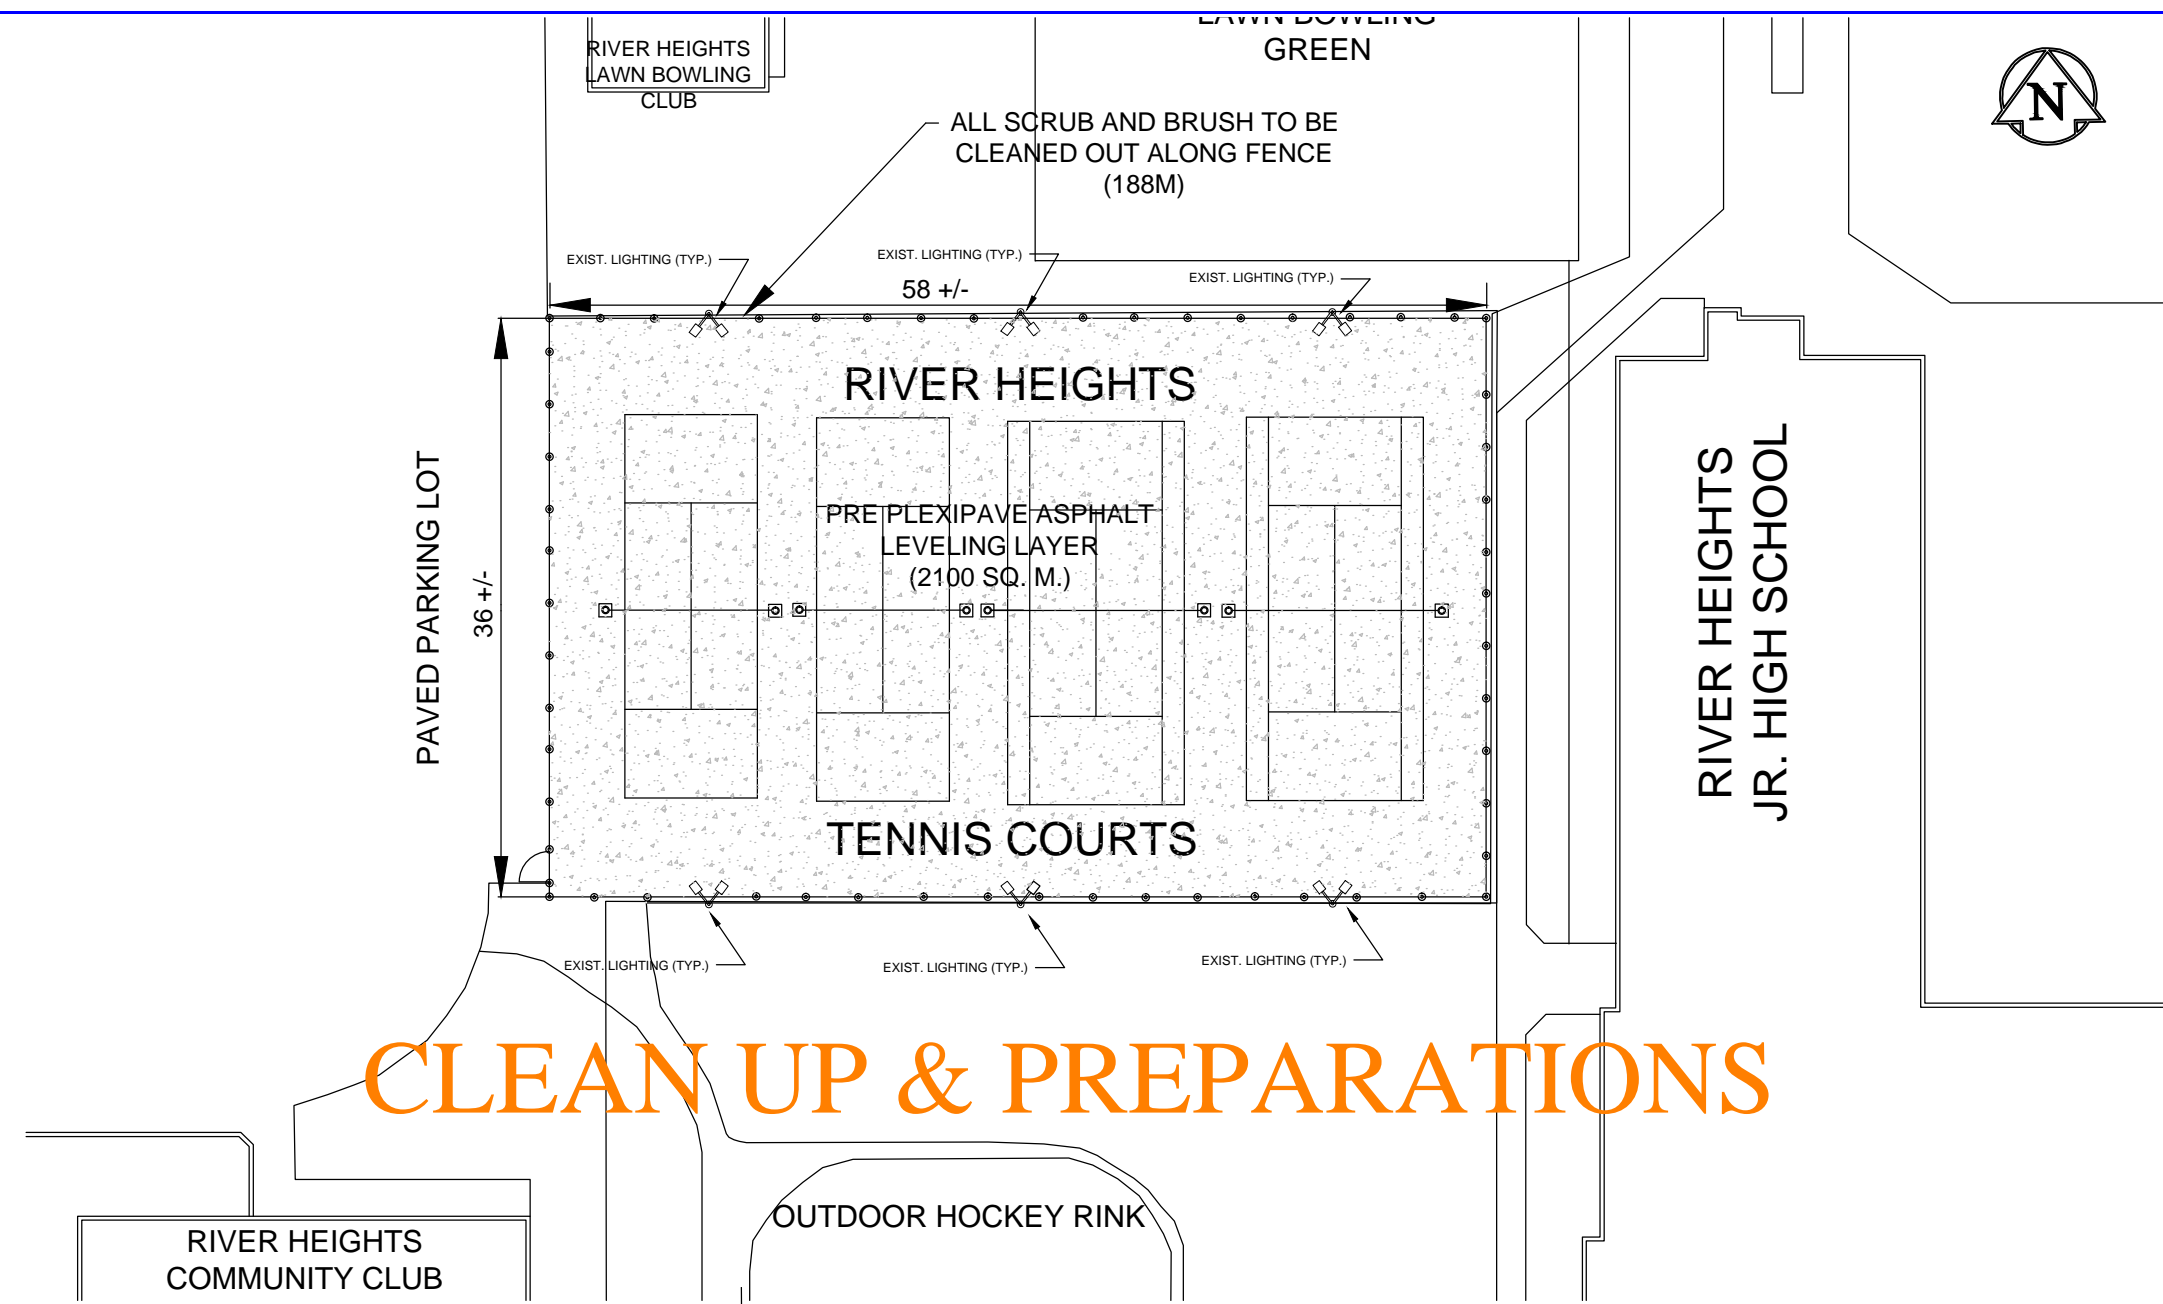 LAWN BOWLING
GREEN
RIVER HEIGHTS
LAWN BOWLING
CLUB
N
ALL SCRUB AND BRUSH TO BE
CLEANED OUT ALONG FENCE
(188M)
EXIST. LIGHTING (TYP.)
EXIST. LIGHTING (TYP.)
EXIST. LIGHTING (TYP.)
58 +/-
RIVER HEIGHTS
PAVED PARKING LOT
36 +/-
PRE PLEXIPAVE ASPHALT
LEVELING LAYER
(2100 SQ. M.)
RIVER HEIGHTS
JR. HIGH SCHOOL
TENNIS COURTS
EXIST. LIGHTING (TYP.)
EXIST. LIGHTING (TYP.)
EXIST. LIGHTING (TYP.)
CLEAN UP & PREPARATIONS
OUTDOOR HOCKEY RINK
RIVER HEIGHTS
COMMUNITY CLUB